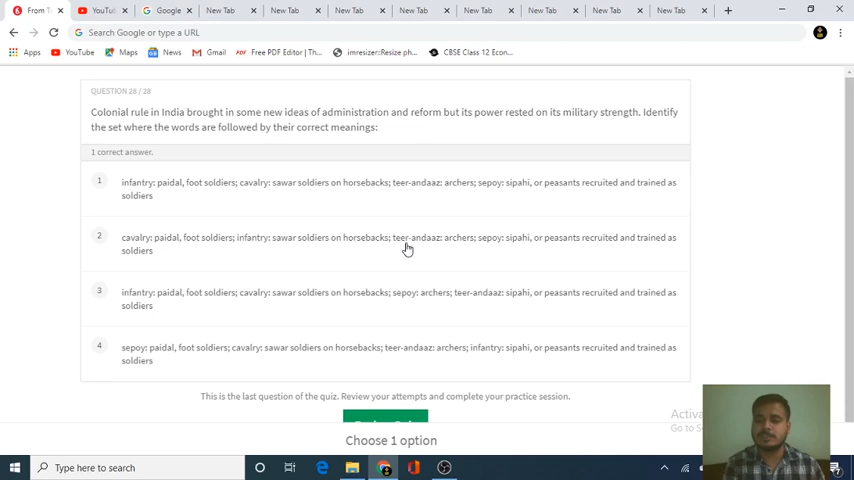 From T
YouTu
Google
New Tab
New Tab
New Tab
New Tab
New Tab
New Tab
New Tab
New Tab
Search Google or type a URL
Apps
YouTube
Maps
News
Gmail
Free PDF Editor | Th...
imresizer:Resize ph...
CBSE Class 12 Econ...
QUESTION 28 / 28
Colonial rule in India brought in some new ideas of administration and reform but its power rested on its military strength. Identify
the set where the words are followed by their correct meanings:
1 correct answer.
1
infantry: paidal, foot soldiers; cavalry: sawar soldiers on horsebacks; teer-andaaz: archers; sepoy: sipahi, or peasants recruited and trained as
soldiers
2
cavalry: paidal, foot soldiers; infantry: sawar soldiers on horsebacks; teer-andaaz: archers; sepoy: sipahi, or peasants recruited and trained as
soldiers
3
infantry: paidal, foot soldiers; cavalry: sawar soldiers on horsebacks; sepoy: archers; teer-andaaz: sipahi, or peasants recruited and trained as
soldiers
4
sepoy: paidal, foot soldiers; cavalry: sawar soldiers on horsebacks; teer-andaaz: archers; infantry: sipahi, or peasants recruited and trained as
soldiers
This is the last question of the quiz. Review your attempts and complete your practice session.
Activa
Go to S
Choose 1 option
Type here to search